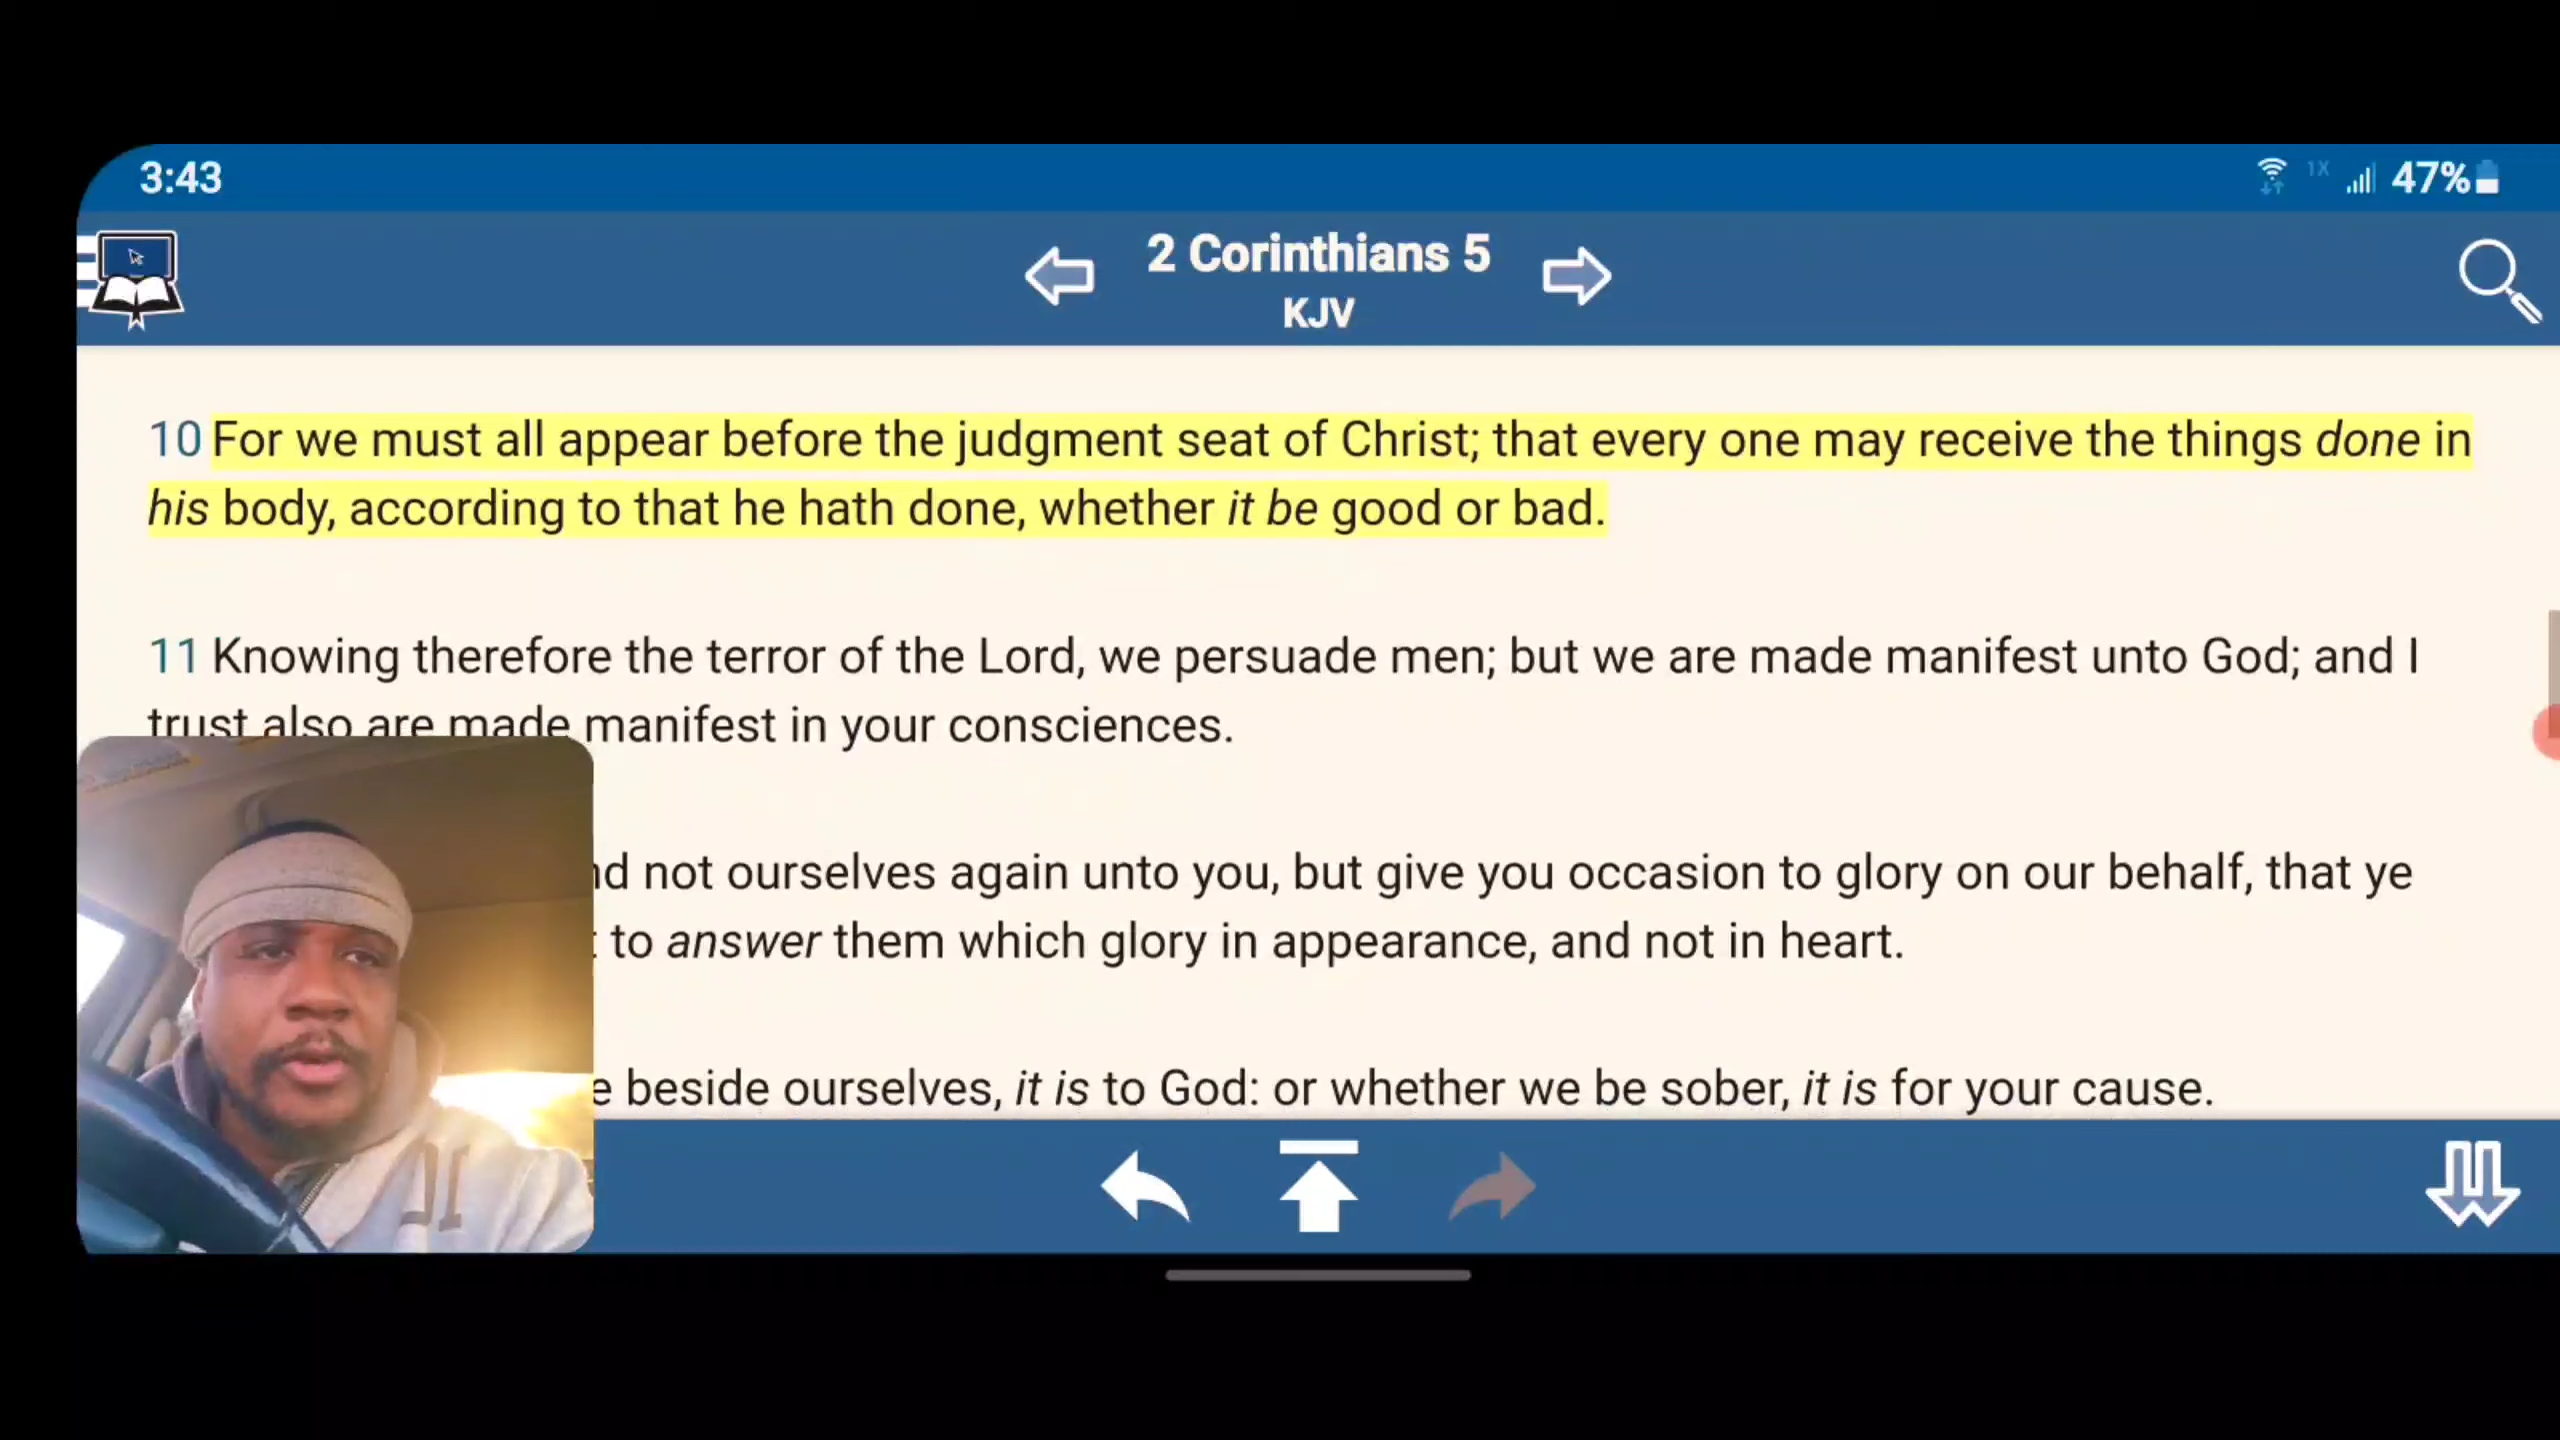 3:43
1X
47%
2 Corinthians 5
KJV
10 For we must all appear before the judgment seat of Christ; that every one may receive the things done in
his body, according to that he hath done, whether it be good or bad.
11 Knowing therefore the terror of the Lord, we persuade men; but we are made manifest unto God; and I
trust also are made manifest in your consciences.
not ourselves again unto you, but give you occasion to glory on our behalf, that ye
to answer them which glory in appearance, and not in heart.
beside ourselves, it is to God: or whether we be sober, it is for your cause.